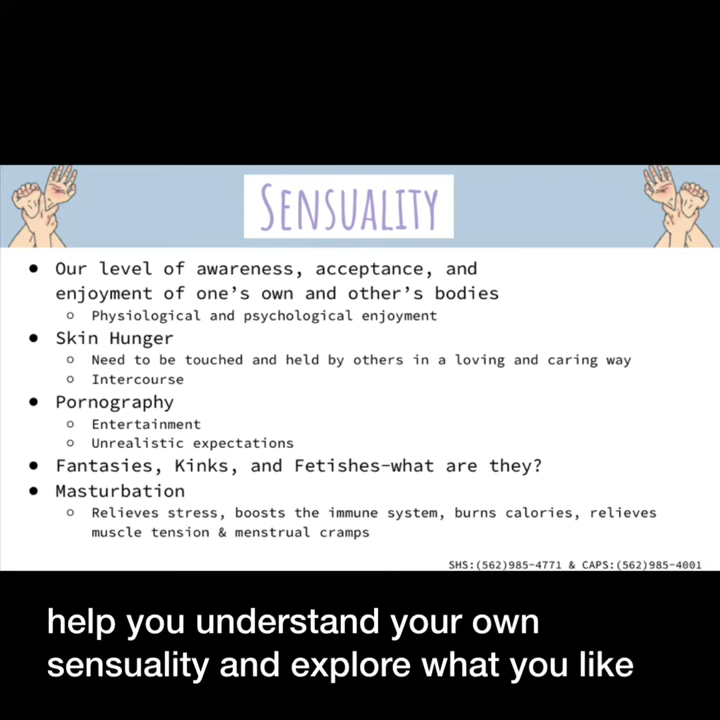 SENSUALITY
● Our level of awareness, acceptance, and
enjoyment of one's own and other's bodies
○ Physiological and psychological enjoyment
● Skin Hunger
○ Need to be touched and held by others in a loving and caring way
○ Intercourse
● Pornography
○ Entertainment
○ Unrealistic expectations
● Fantasies, Kinks, and Fetishes-what are they?
● Masturbation
○ Relieves stress, boosts the immune system, burns calories, relieves
muscle tension & menstrual cramps
SHS:(562)985-4771 & CAPS:(562)985-4001
help you understand your own
sensuality and explore what you like